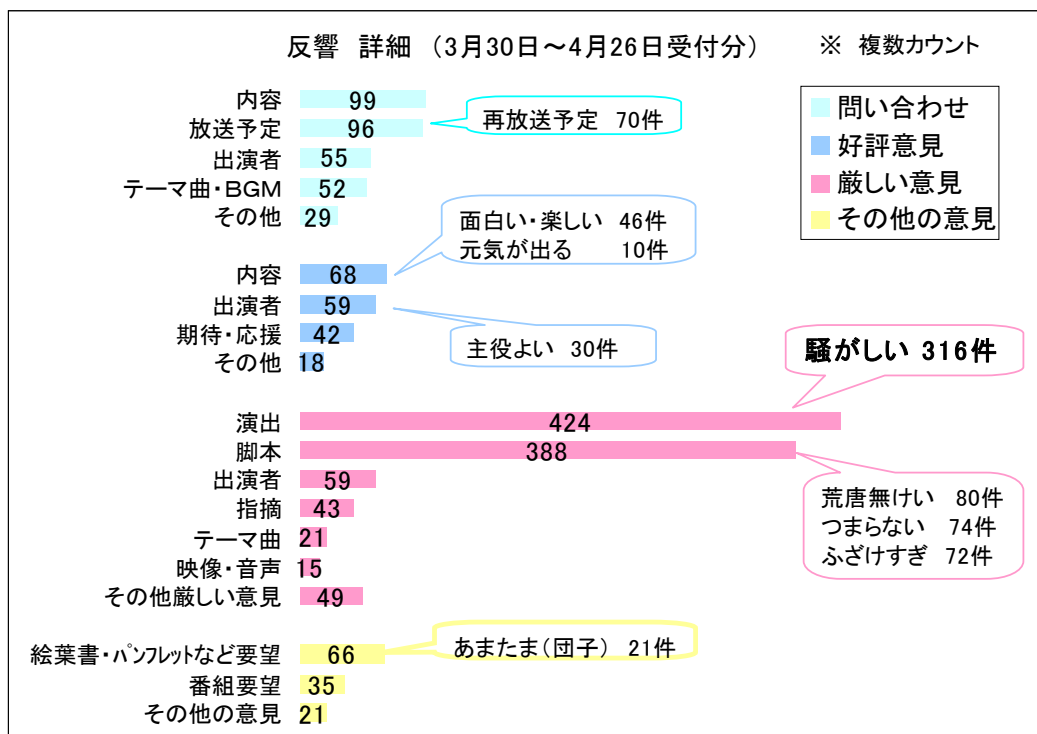 反響 詳細 （3月30日～4月26日受付分） ※ 複数カウント
問い合わせ
好評意見
厳しい意見
その他の意見
内容 99
放送予定 96
再放送予定 70件
出演者 55
テーマ曲・BGM 52
その他 29
面白い・楽しい 46件
元気が出る 10件
内容 68
出演者 59
期待・応援 42
主役よい 30件
その他 18
騒がしい 316件
演出 424
脚本 388
出演者 59
荒唐無けい 80件
つまらない 74件
ふざけすぎ 72件
指摘 43
テーマ曲 21
映像・音声 15
その他厳しい意見 49
あまたま（団子） 21件
絵葉書・パンフレットなど要望 66
番組要望 35
その他の意見 21